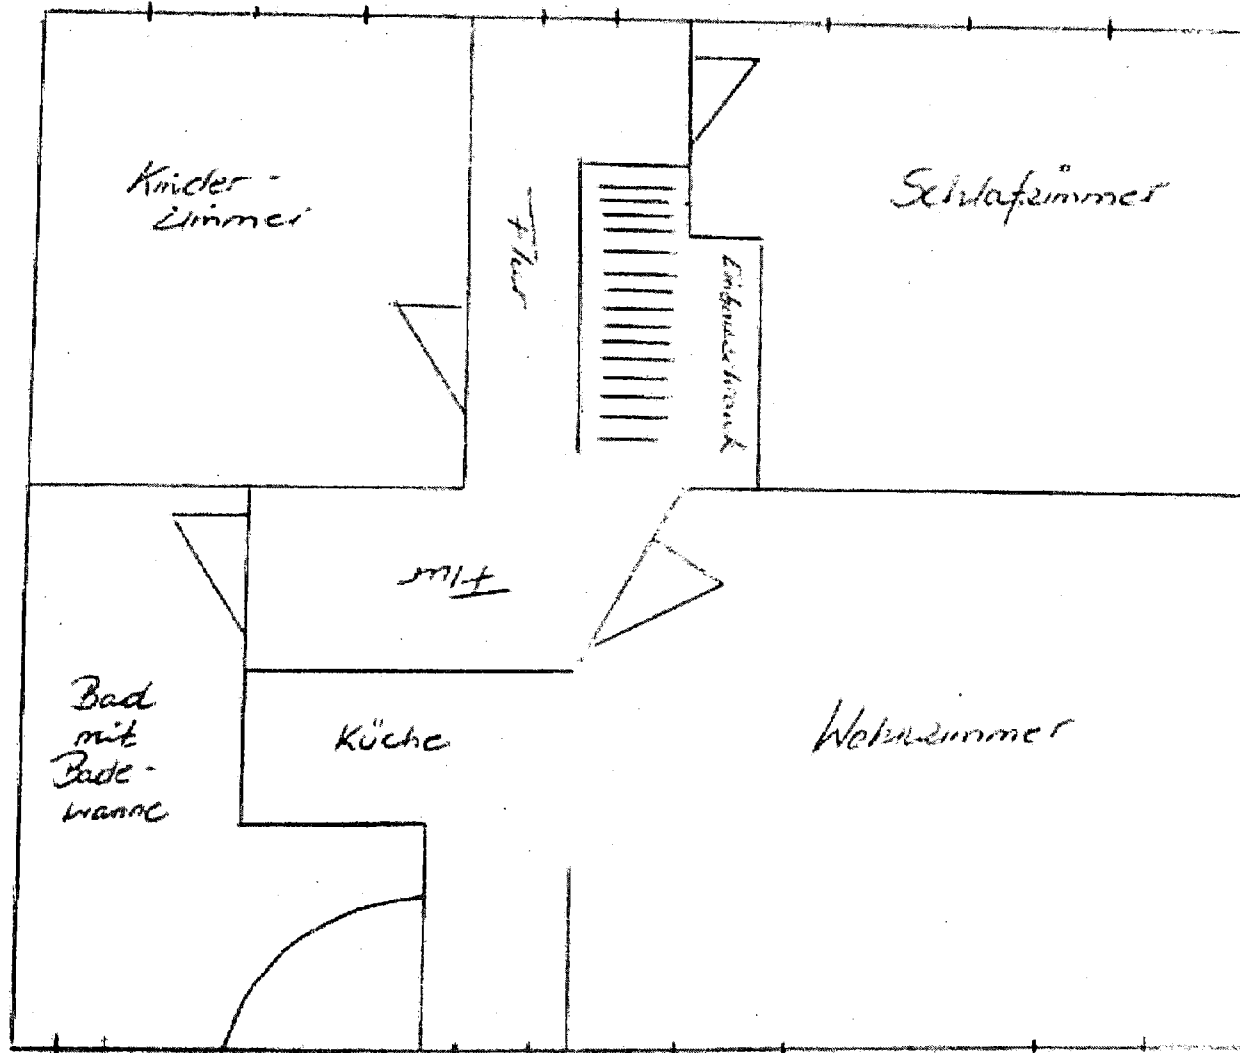 Kinder-
zimmer
Flur
Schlafzimmer
Einbauschrank
Flur
Bad
mit
Bade-
wanne
Küche
Wohnzimmer